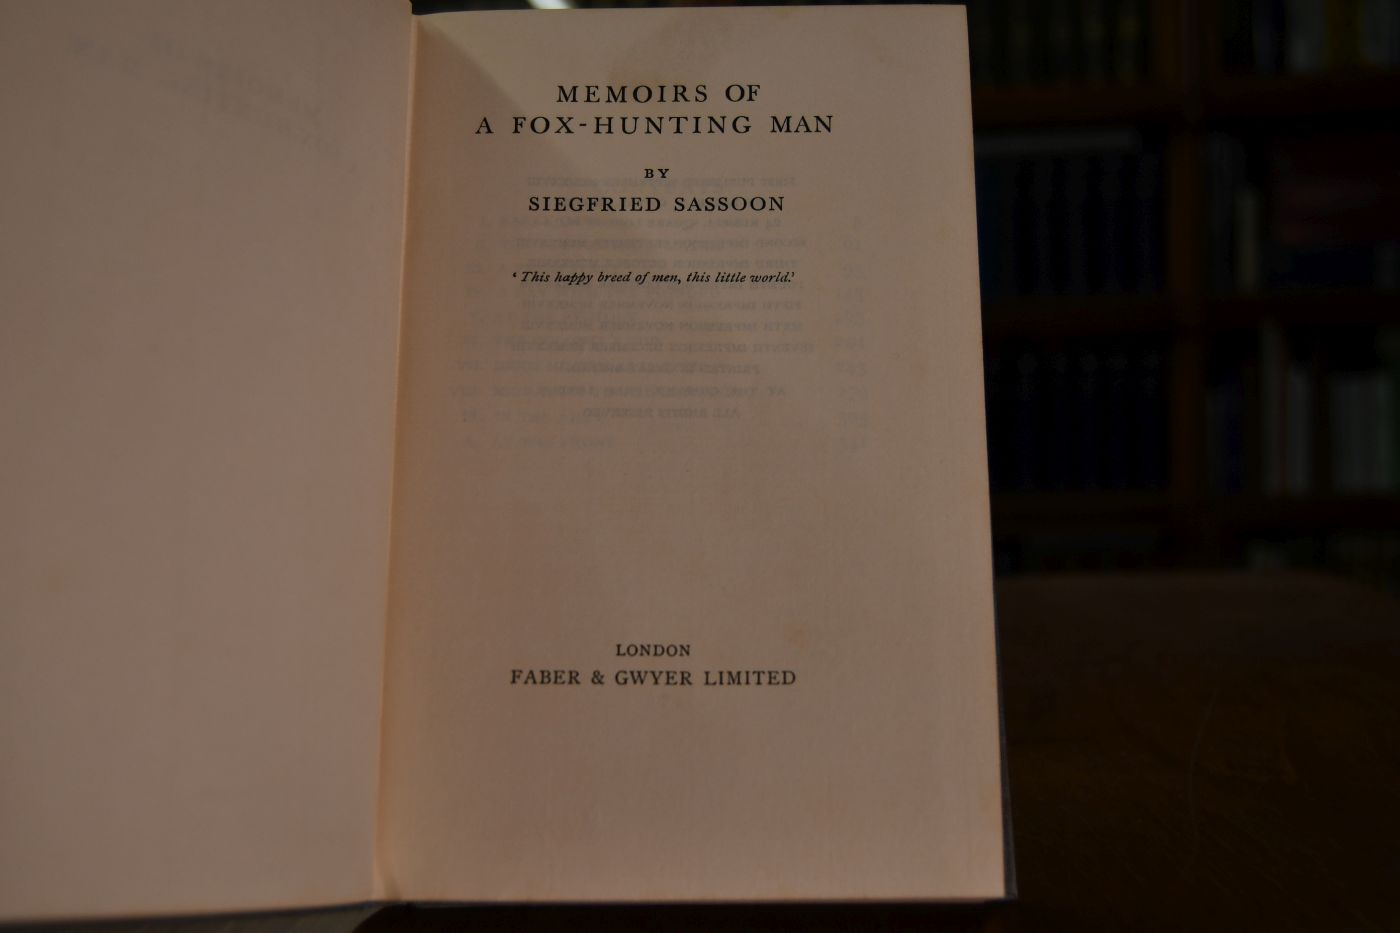 MEMOIRS OF
A FOX-HUNTING MAN
BY
SIEGFRIED SASSOON
‘This happy breed of men, this little world.’
LONDON
FABER & GWYER LIMITED